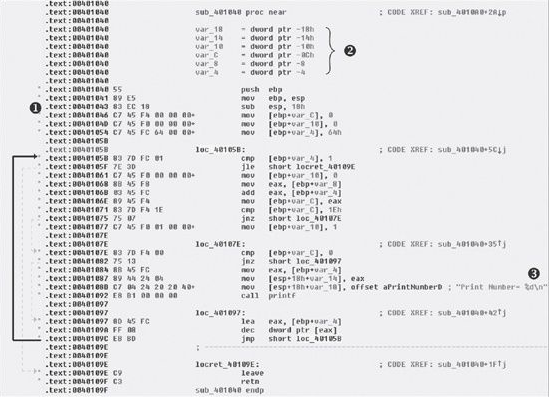 .text:00401040
.text:00401040 sub_401040 proc near ; CODE XREF: sub_401040+2A↓p
.text:00401040
.text:00401040 var_18 = dword ptr -18h
.text:00401040 var_14 = dword ptr -14h
.text:00401040 var_10 = dword ptr -10h ❷
.text:00401040 var_C = dword ptr -0Ch
.text:00401040 var_8 = dword ptr -8
.text:00401040 var_4 = dword ptr -4
.text:00401040
.text:00401040 55 push ebp
.text:00401041 89 E5 mov ebp, esp
❶ .text:00401043 83 EC 18 sub esp, 18h
.text:00401046 C7 45 F4 00 00 00+ mov [ebp+var_C], 0
.text:0040104D C7 45 F0 00 00 00+ mov [ebp+var_10], 0
.text:00401054 C7 45 FC 64 00 00+ mov [ebp+var_4], 64h
.text:0040105B
.text:0040105B loc_40105B: ; CODE XREF: sub_401040+5C↓j
.text:0040105B 83 7D FC 01 cmp [ebp+var_4], 1
.text:0040105F 7E 3D jle short locret_40109E
.text:00401061 C7 45 F0 00 00 00+ mov [ebp+var_10], 0
.text:00401068 8B 45 F8 mov eax, [ebp+var_8]
.text:0040106B 03 45 FC add eax, [ebp+var_4]
.text:0040106E 89 45 F4 mov [ebp+var_C], eax
.text:00401071 83 7D F4 1E cmp [ebp+var_C], 1Eh
.text:00401075 75 07 jnz short loc_40107E
.text:00401077 C7 45 F0 01 00 00+ mov [ebp+var_10], 1
.text:0040107E
.text:0040107E loc_40107E: ; CODE XREF: sub_401040+35↑j
.text:0040107E 83 7D F4 00 cmp [ebp+var_C], 0
.text:00401082 75 13 jnz short loc_401097
.text:00401084 8B 45 FC mov eax, [ebp+var_4]
.text:00401087 89 44 24 04 mov [esp+18h+var_14], eax ❸
.text:0040108B C7 04 24 20 20 40+ mov [esp+18h+var_18], offset aPrintNumberD ; "Print Number= %d\n"
.text:00401092 E8 B1 00 00 00 call printf
.text:00401097
.text:00401097 loc_401097: ; CODE XREF: sub_401040+42↑j
.text:00401097 8D 45 FC lea eax, [ebp+var_4]
.text:0040109A FF 08 dec dword ptr [eax]
.text:0040109C EB BD jmp short loc_40105B
.text:0040109E ; ---------------------------------------------------------------------------
.text:0040109E
.text:0040109E locret_40109E: ; CODE XREF: sub_401040+1F↑j
.text:0040109E C9 leave
.text:0040109F C3 retn
.text:0040109F sub_401040 endp